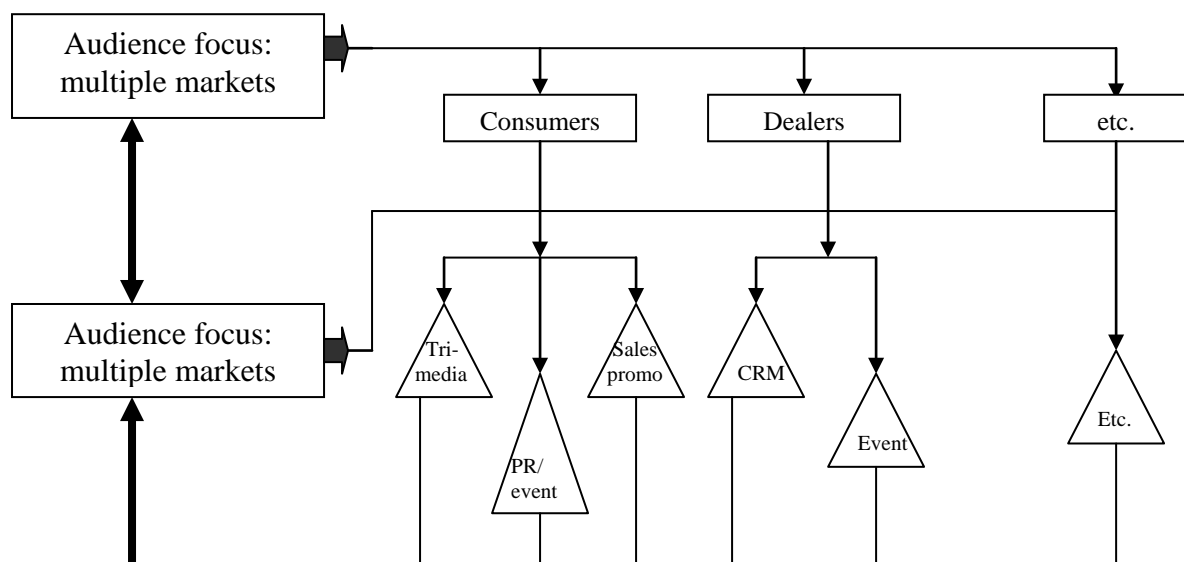 Audience focus:
multiple markets
Consumers
Dealers
etc.
Audience focus:
multiple markets
Tri-
media
PR/
event
Sales
promo
CRM
Event
Etc.